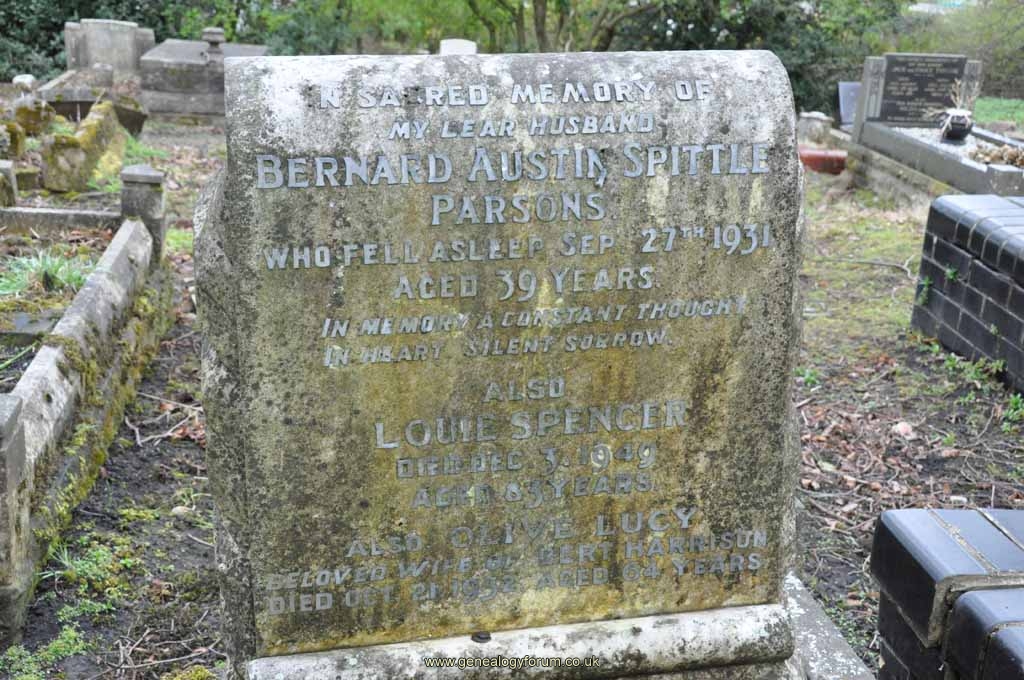 IN SACRED MEMORY OF
MY DEAR HUSBAND
BERNARD AUSTIN SPITTLE
PARSONS
WHO FELL ASLEEP SEP 27TH 1931
AGED 39 YEARS.
IN MEMORY A CONSTANT THOUGHT
IN HEART SILENT SORROW.
ALSO
LOUIE SPENCER
DIED DEC 3. 1949
AGED 83 YEARS.
ALSO OLIVE LUCY
BELOVED WIFE OF BERT HARRISON
DIED OCT 21 1952 AGED 64 YEARS.
www.genealogyforum.co.uk